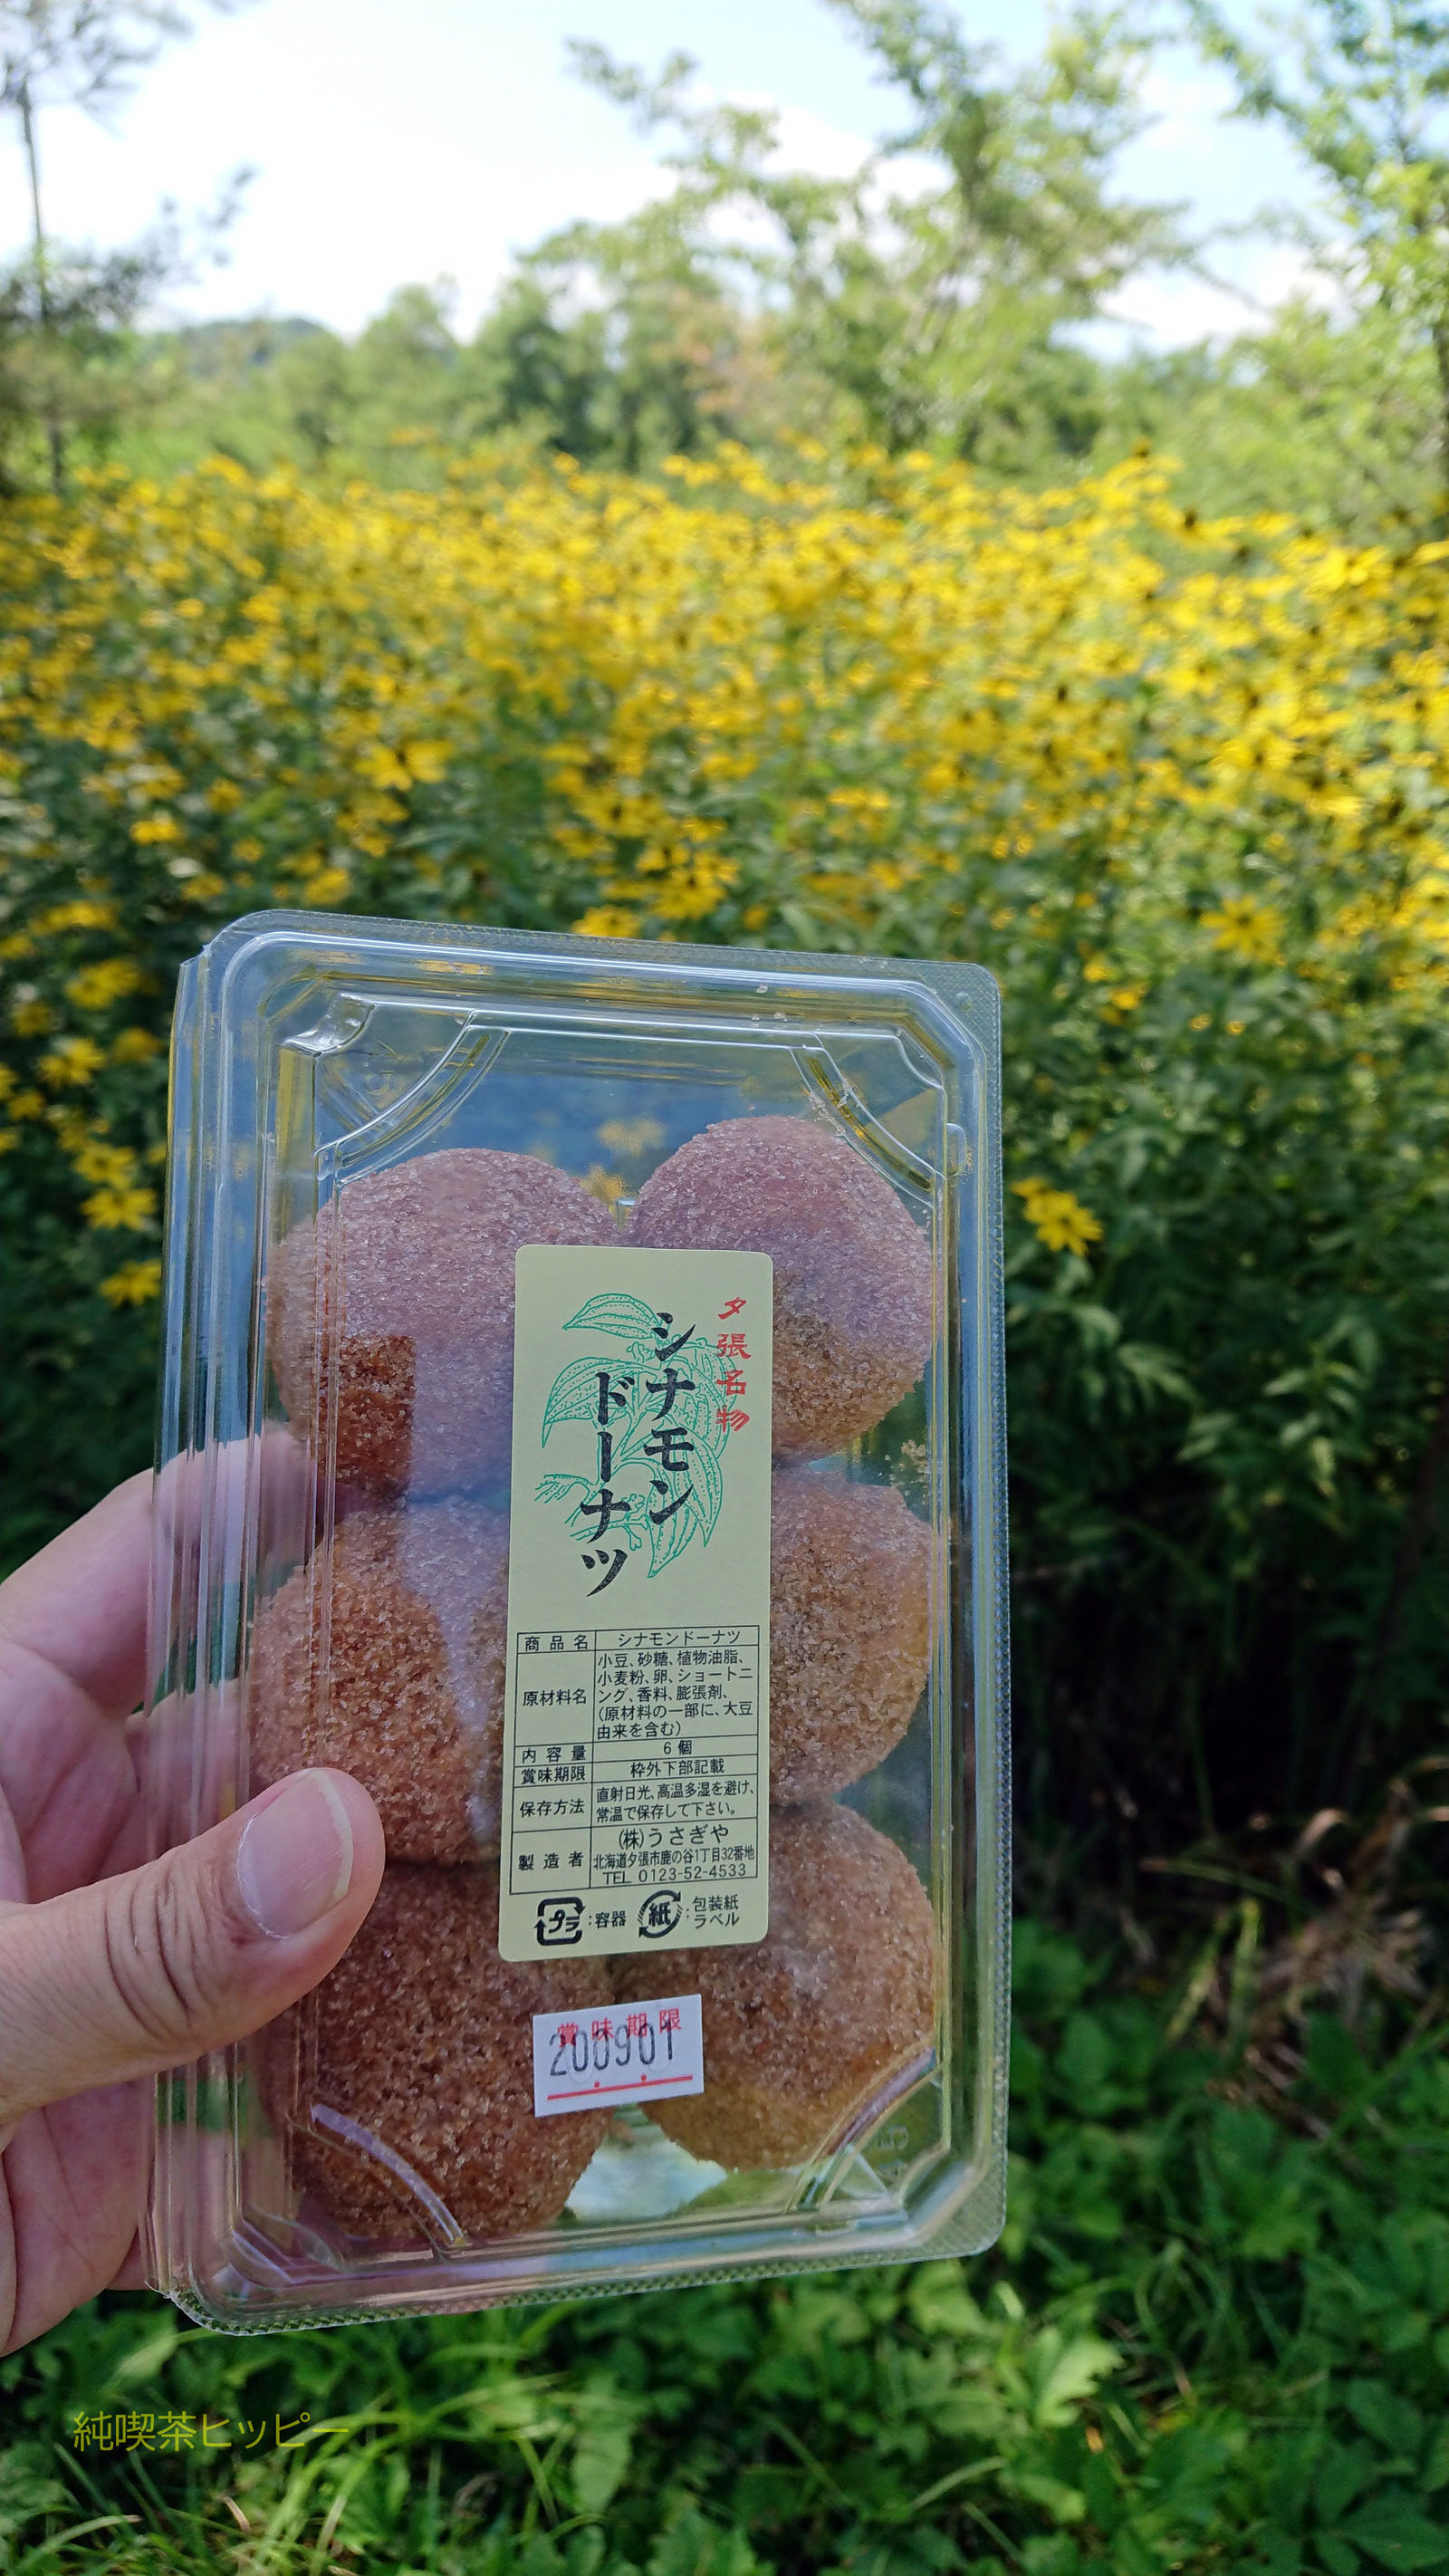 夕張名物
シナモン
ドーナツ
商品名 シナモンドーナツ
原材料名 小豆、砂糖、植物油脂、
小麦粉、卵、ショートニ
ング、香料、膨張剤、
(原材料の一部に、大豆
由来を含む)
内容量 6個
賞味期限 枠外下部記載
保存方法 直射日光、高温多湿を避け、
常温で保存して下さい。
製造者 (株)うさぎや
北海道夕張市鹿の谷1丁目32番地
TEL 0123-52-4533
プラ:容器 紙:包装紙
ラベル
賞味期限
200901
純喫茶ヒッピー